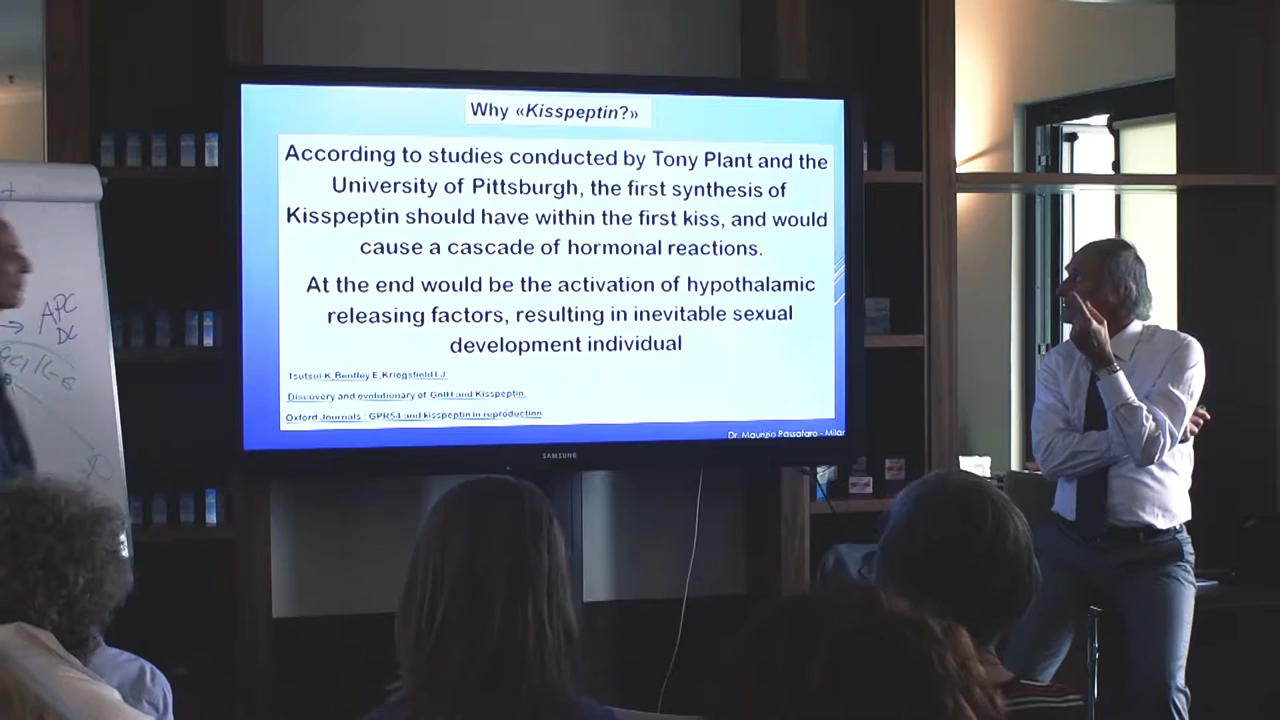 Why «Kisspeptin?»
According to studies conducted by Tony Plant and the
University of Pittsburgh, the first synthesis of
Kisspeptin should have within the first kiss, and would
cause a cascade of hormonal reactions.
At the end would be the activation of hypothalamic
releasing factors, resulting in inevitable sexual
development individual
Tsutsui K, Bentley E, Kriegsfield LJ.
Discovery and evolutionary of GnIH and Kisspeptin.
Oxford Journals : GPR54 and kisspeptin in reproduction
Dr. Maurizio Passafaro - Milan
SAMSUNG
→ APC
DC